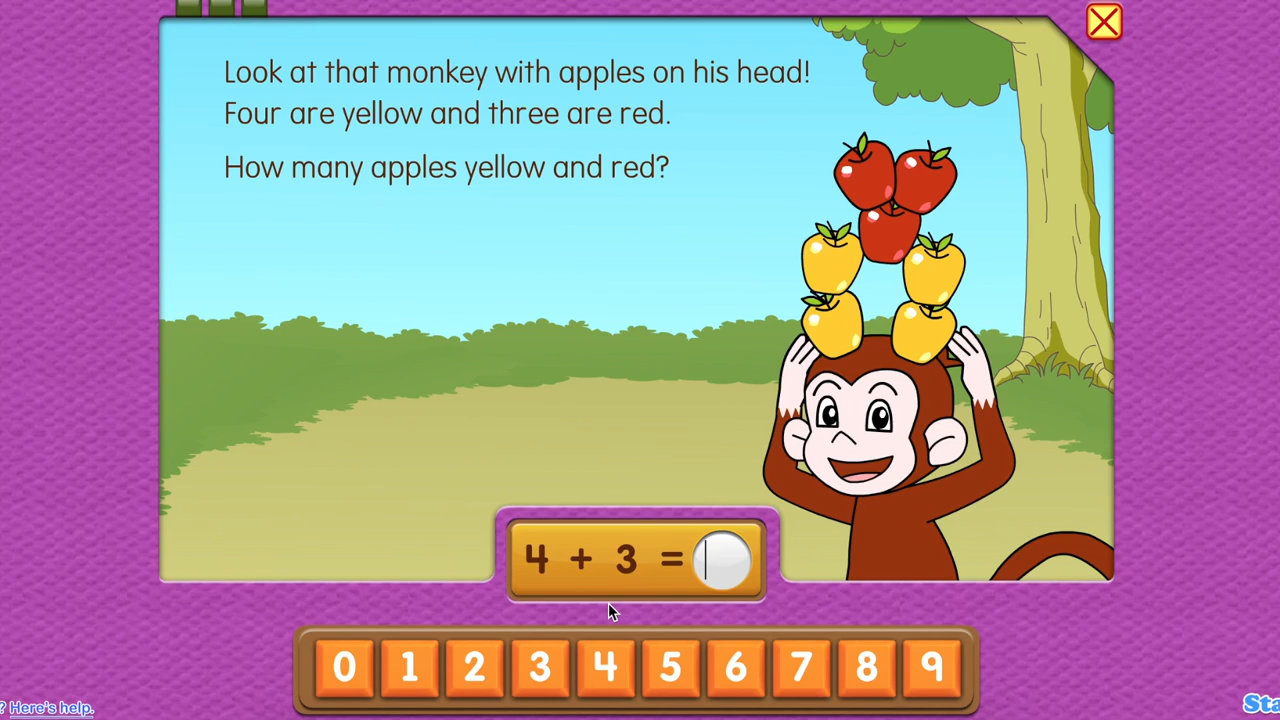 Look at that monkey with apples on his head!
Four are yellow and three are red.
How many apples yellow and red?
4 + 3 =
0 1 2 3 4 5 6 7 8 9
? Here's help.